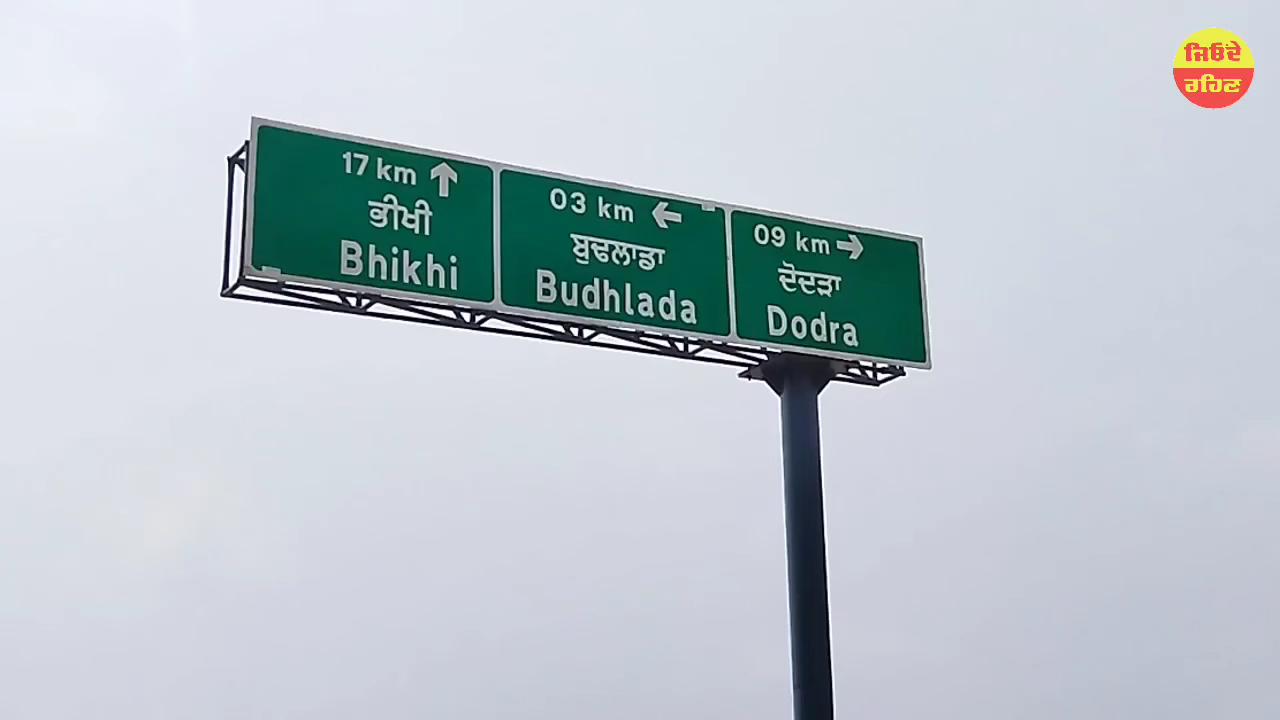 17 km ↑
ਭੀਖੀ
Bhikhi
03 km ←
ਬੁਢਲਾਡਾ
Budhlada
09 km →
ਦੋਦੜਾ
Dodra
ਜਿਓਂਦੇ
ਰਹਿਣ